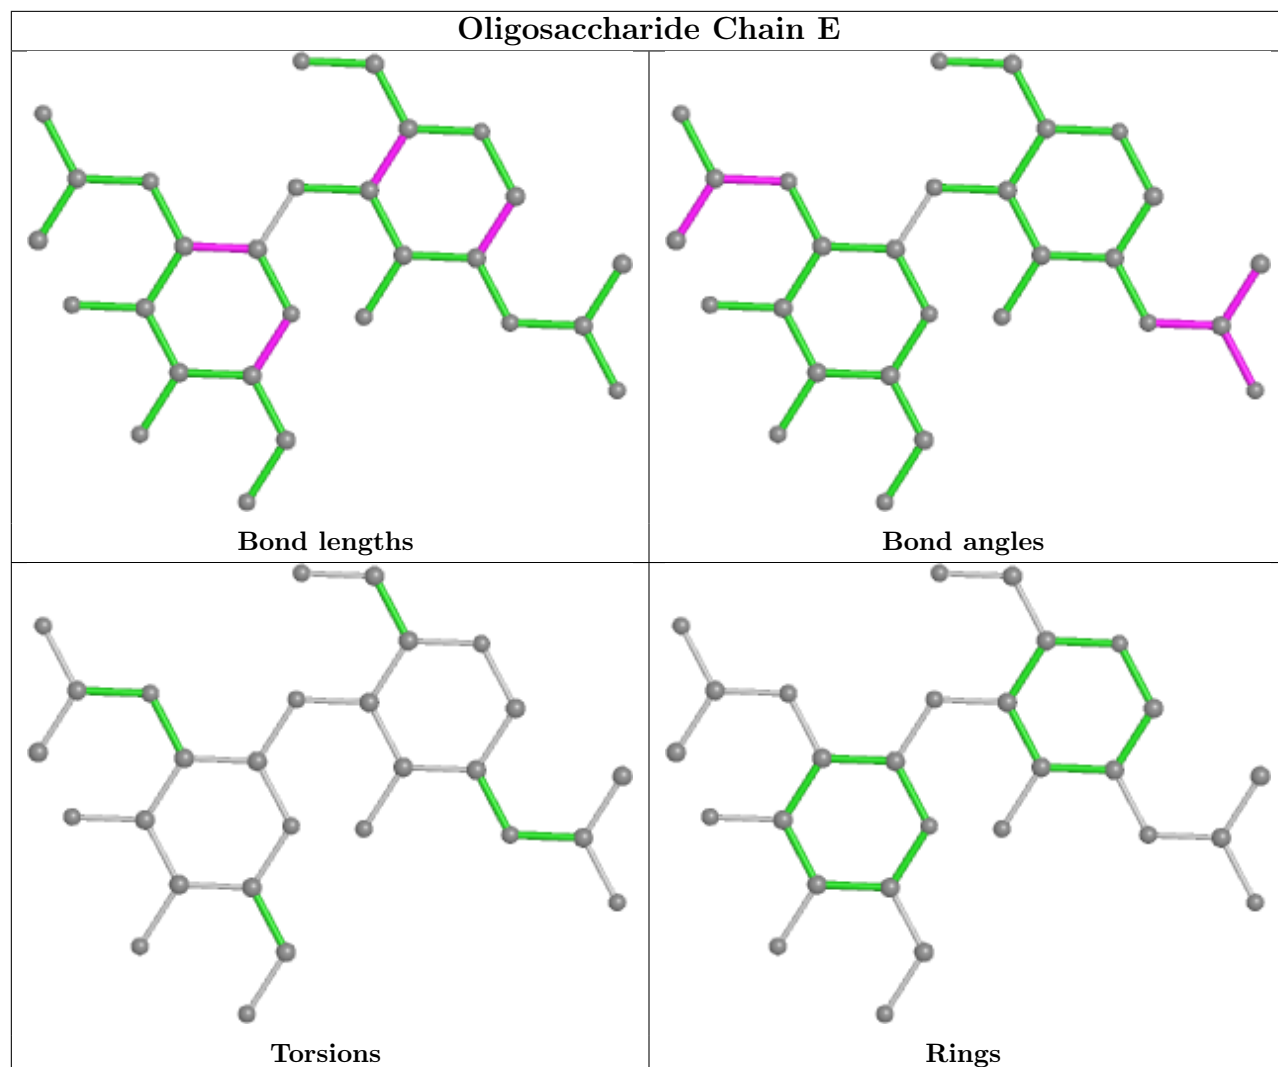 Oligosaccharide Chain E
Bond lengths
Bond angles
Torsions
Rings